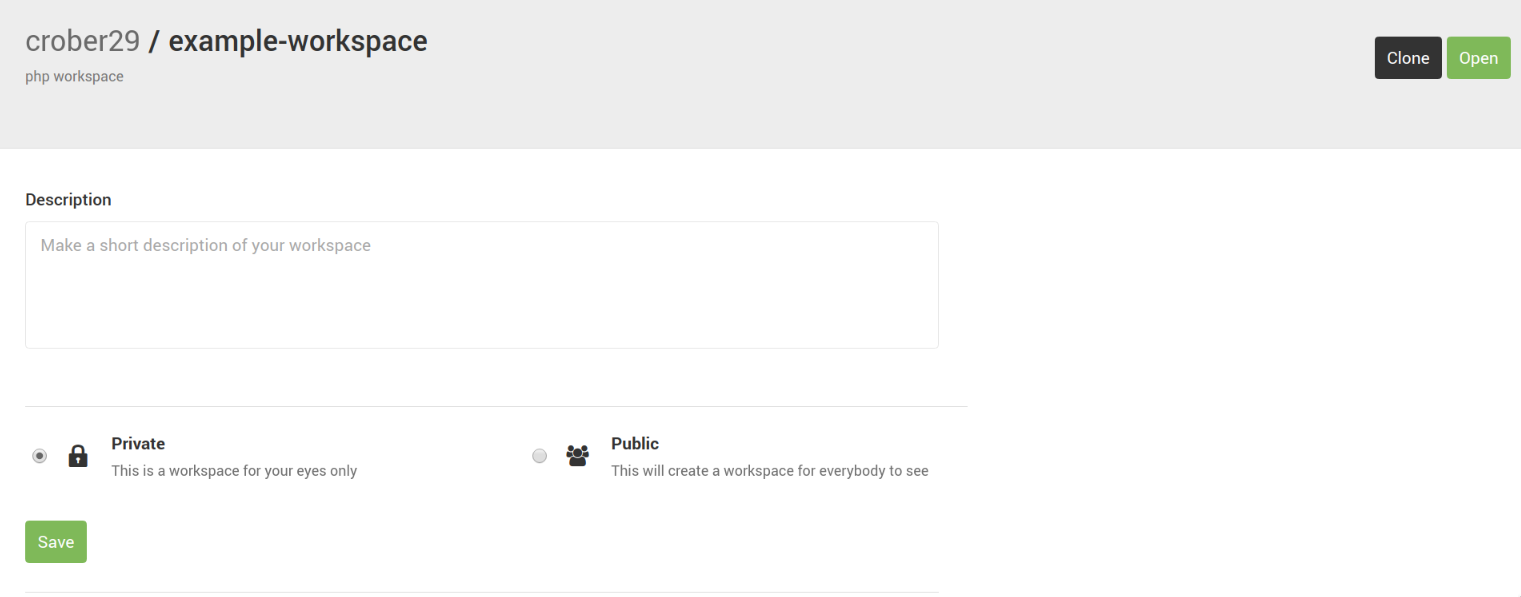 crober29 / example-workspace
php workspace
Clone Open
Description
Make a short description of your workspace
Private
This is a workspace for your eyes only
Public
This will create a workspace for everybody to see
Save